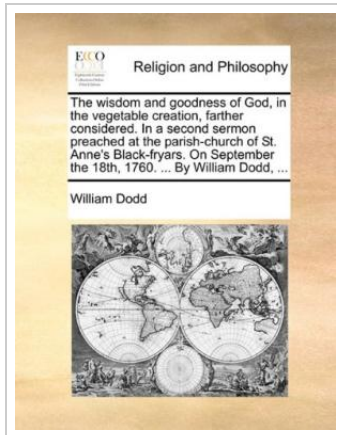 ECCO
Religion and Philosophy
The wisdom and goodness of God, in
the vegetable creation, farther
considered. In a second sermon
preached at the parish-church of St.
Anne's Black-fryars. On September
the 18th, 1760. ... By William Dodd, ...
William Dodd